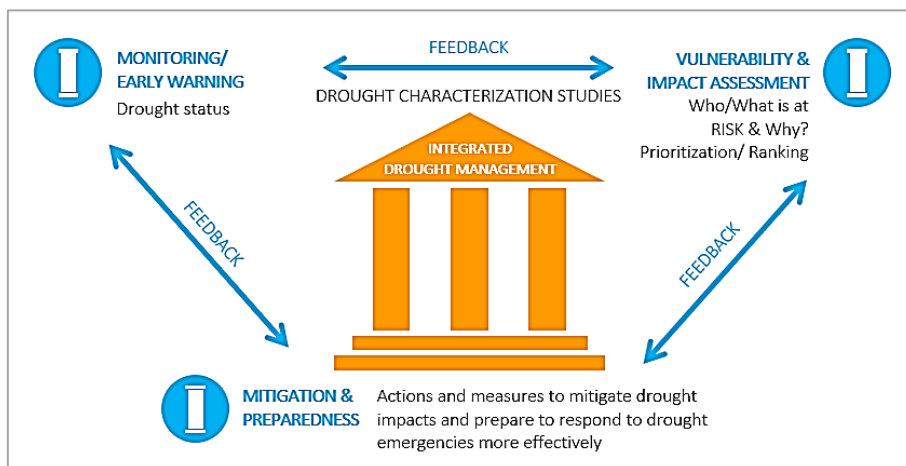 MONITORING/
EARLY WARNING
Drought status
FEEDBACK
DROUGHT CHARACTERIZATION STUDIES
VULNERABILITY &
IMPACT ASSESSMENT
Who/What is at
RISK & Why?
Prioritization/ Ranking
INTEGRATED
DROUGHT MANAGEMENT
FEEDBACK
FEEDBACK
MITIGATION &
PREPAREDNESS
Actions and measures to mitigate drought
impacts and prepare to respond to drought
emergencies more effectively